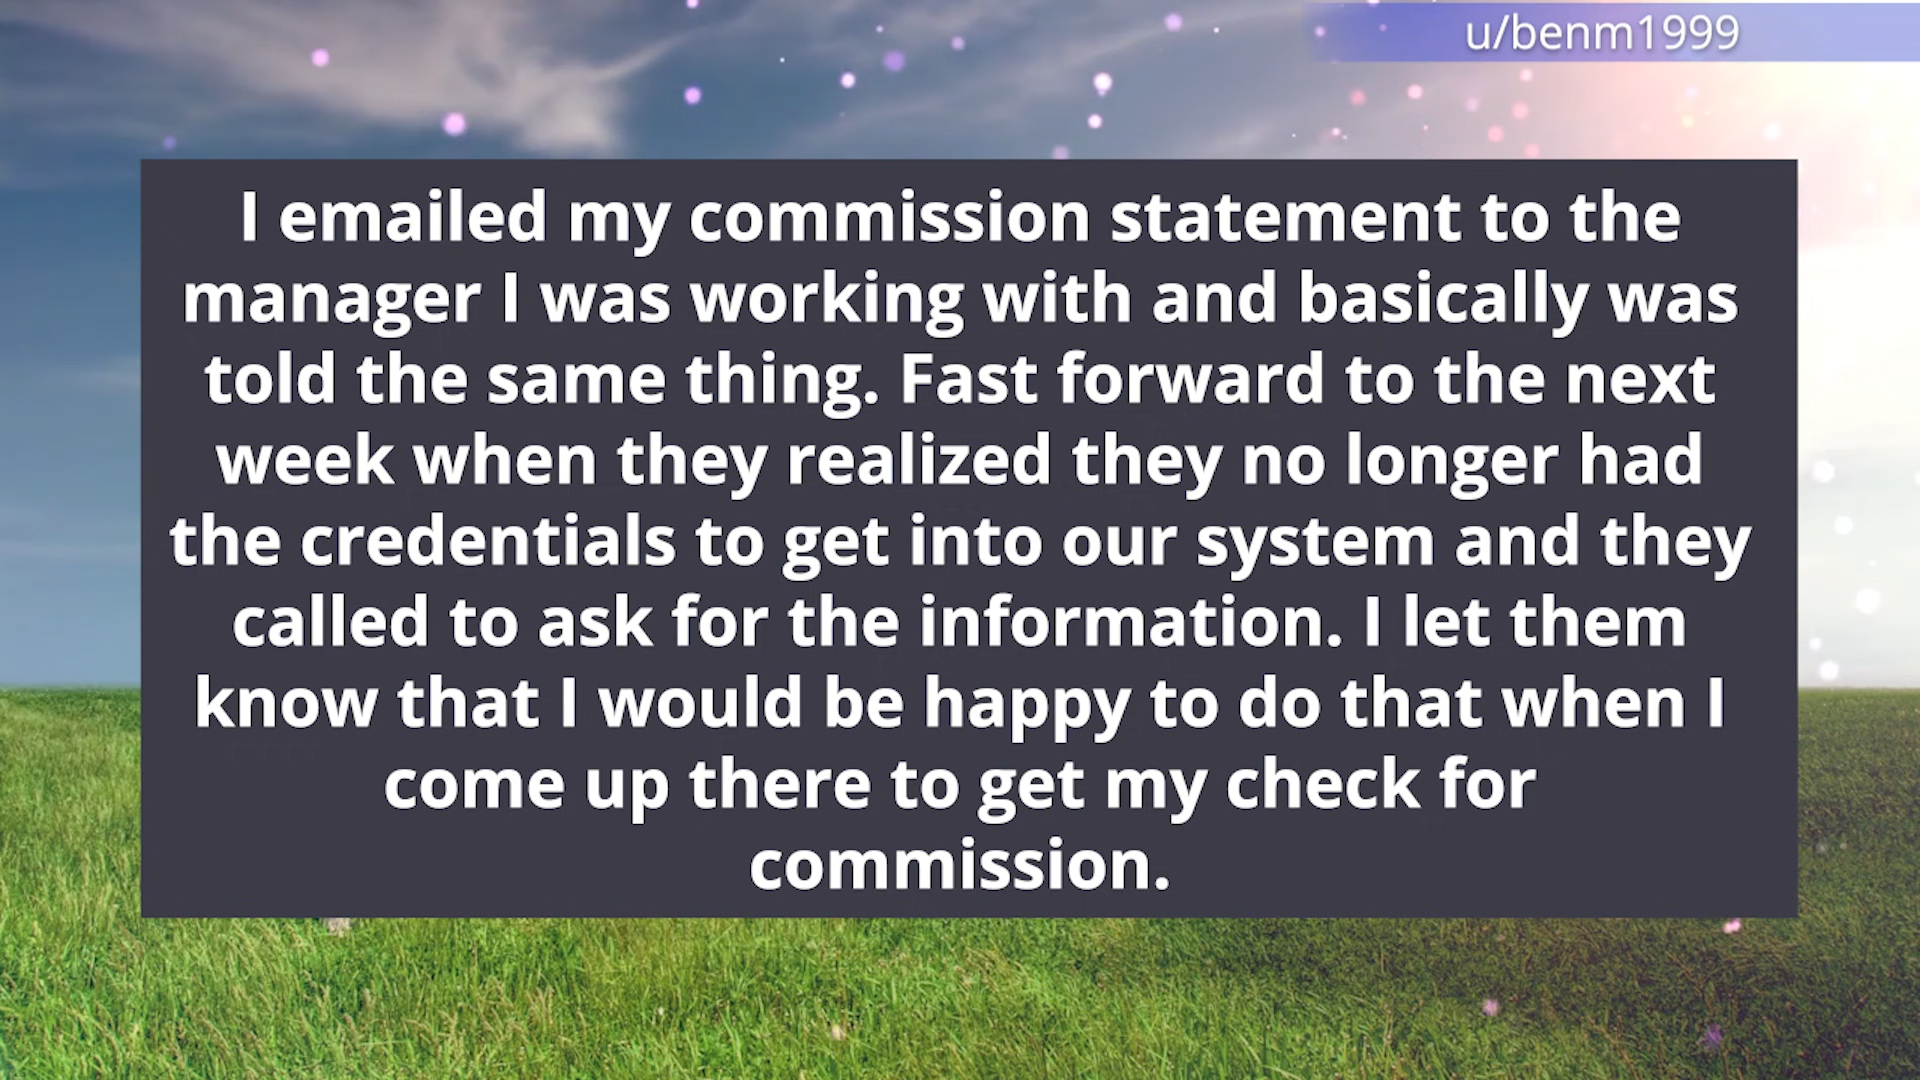 u/benm1999
I emailed my commission statement to the
manager I was working with and basically was
told the same thing. Fast forward to the next
week when they realized they no longer had
the credentials to get into our system and they
called to ask for the information. I let them
know that I would be happy to do that when I
come up there to get my check for
commission.